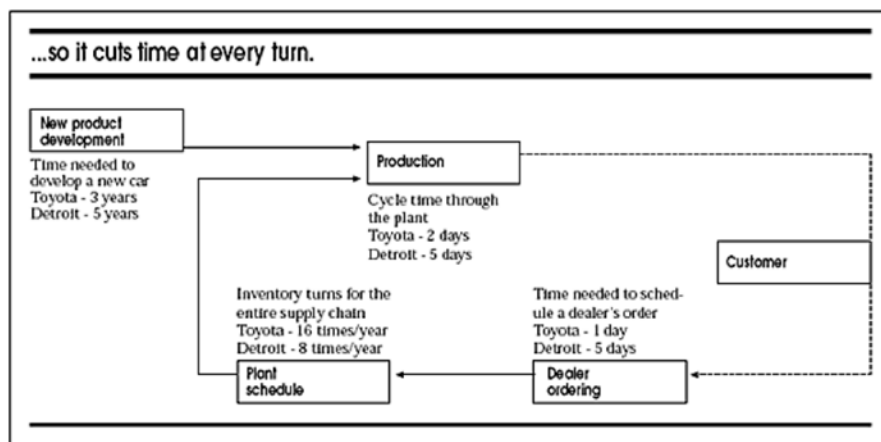 ...so it cuts time at every turn.
New product
development
Time needed to
develop a new car
Toyota - 3 years
Detroit - 5 years
Production
Cycle time through
the plant
Toyota - 2 days
Detroit - 5 days
Customer
Inventory turns for the
entire supply chain
Toyota - 16 times/year
Detroit - 8 times/year
Plant
schedule
Time needed to sched-
ule a dealer's order
Toyota - 1 day
Detroit - 5 days
Dealer
ordering